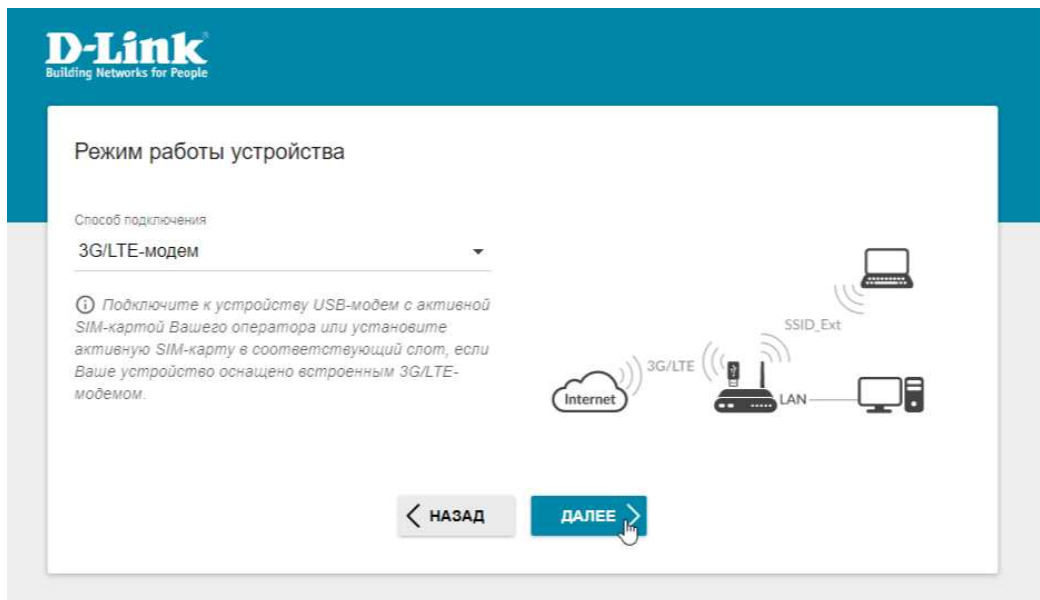 D-Link
Building Networks for People
Режим работы устройства
Способ подключения
3G/LTE-модем
Подключите к устройству USB-модем с активной
SIM-картой Вашего оператора или установите
активную SIM-карту в соответствующий слот, если
Ваше устройство оснащено встроенным 3G/LTE-
модемом.
SSID_Ext
3G/LTE
Internet
LAN
НАЗАД
ДАЛЕЕ